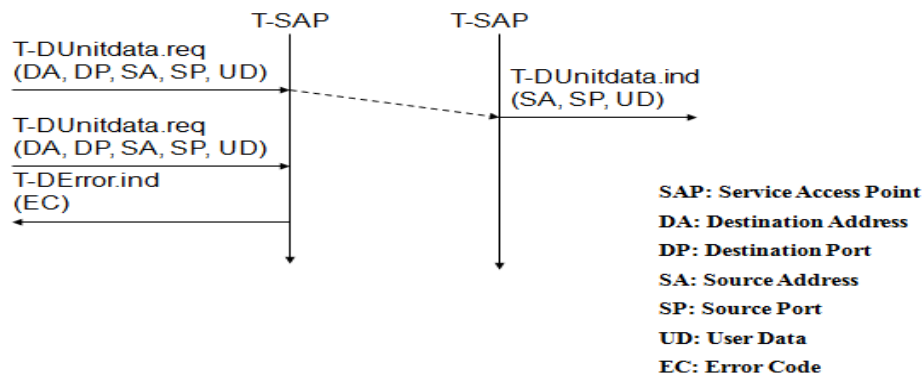 T-SAP
T-SAP
T-DUnitdata.req
(DA, DP, SA, SP, UD)
T-DUnitdata.ind
(SA, SP, UD)
T-DUnitdata.req
(DA, DP, SA, SP, UD)
T-DError.ind
(EC)
SAP: Service Access Point
DA: Destination Address
DP: Destination Port
SA: Source Address
SP: Source Port
UD: User Data
EC: Error Code